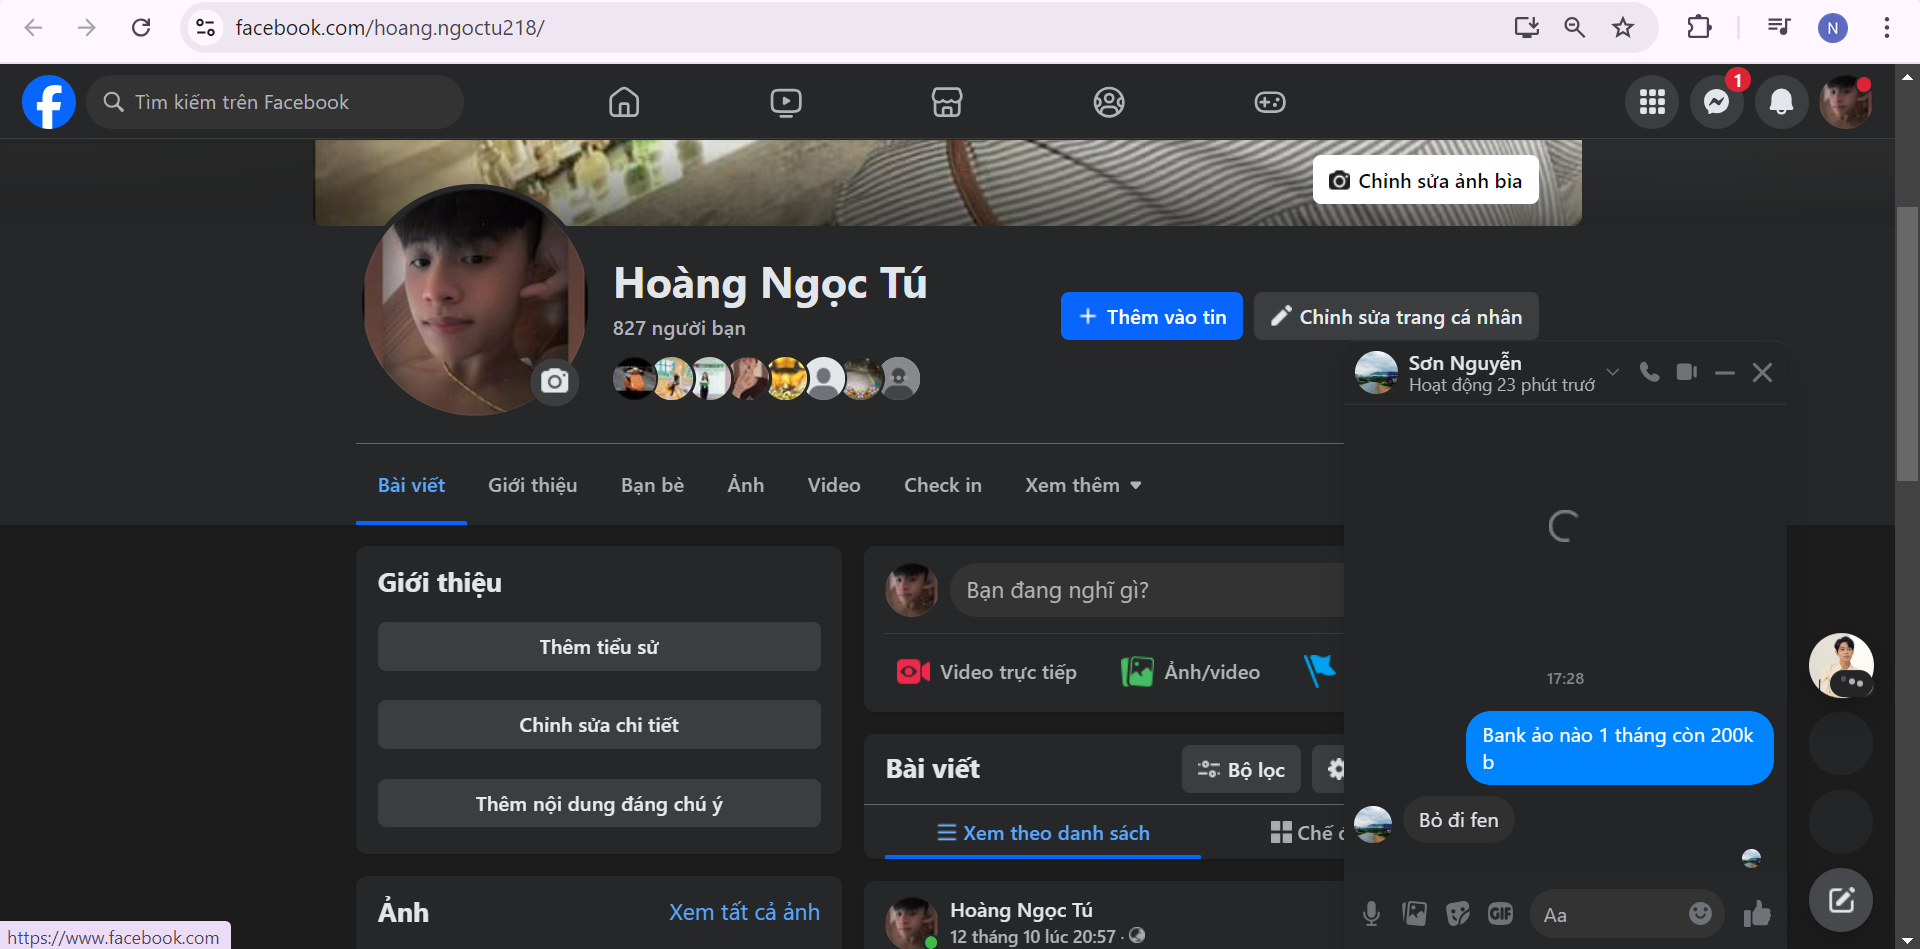 facebook.com/hoang.ngoctu218/
N
Tìm kiếm trên Facebook
1
Chỉnh sửa ảnh bìa
Hoàng Ngọc Tú
827 người bạn
Thêm vào tin
Chỉnh sửa trang cá nhân
Sơn Nguyễn
Hoạt động 23 phút trướ
Bài viết
Giới thiệu
Bạn bè
Ảnh
Video
Check in
Xem thêm
Giới thiệu
Thêm tiểu sử
Chỉnh sửa chi tiết
Thêm nội dung đáng chú ý
Ảnh
Xem tất cả ảnh
Bạn đang nghĩ gì?
Video trực tiếp
Ảnh/video
Bài viết
Bộ lọc
Xem theo danh sách
Chế
Hoàng Ngọc Tú
12 tháng 10 lúc 20:57 ·
17:28
Bank ảo nào 1 tháng còn 200k
b
Bỏ đi fen
GIF
Aa
https://www.facebook.com